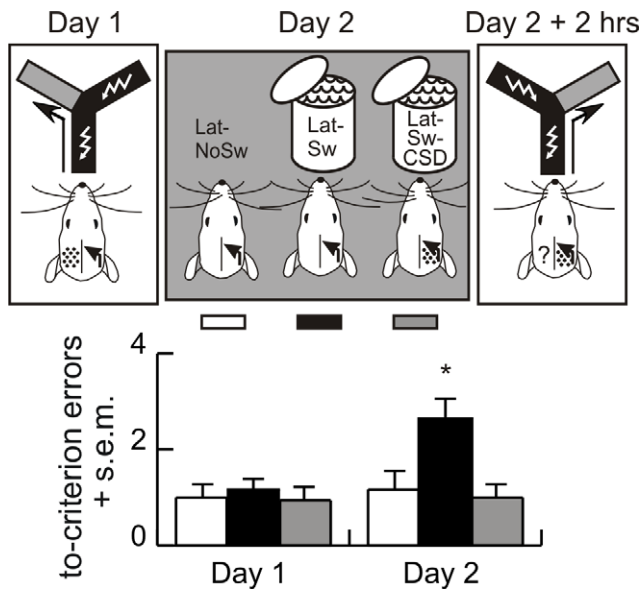 Day 1
Day 2
Day 2 + 2 hrs
Lat-
NoSw
Lat-
Sw
Lat-
Sw-
CSD
?
to-criterion errors
+ s.e.m.
4
2
0
*
Day 1
Day 2